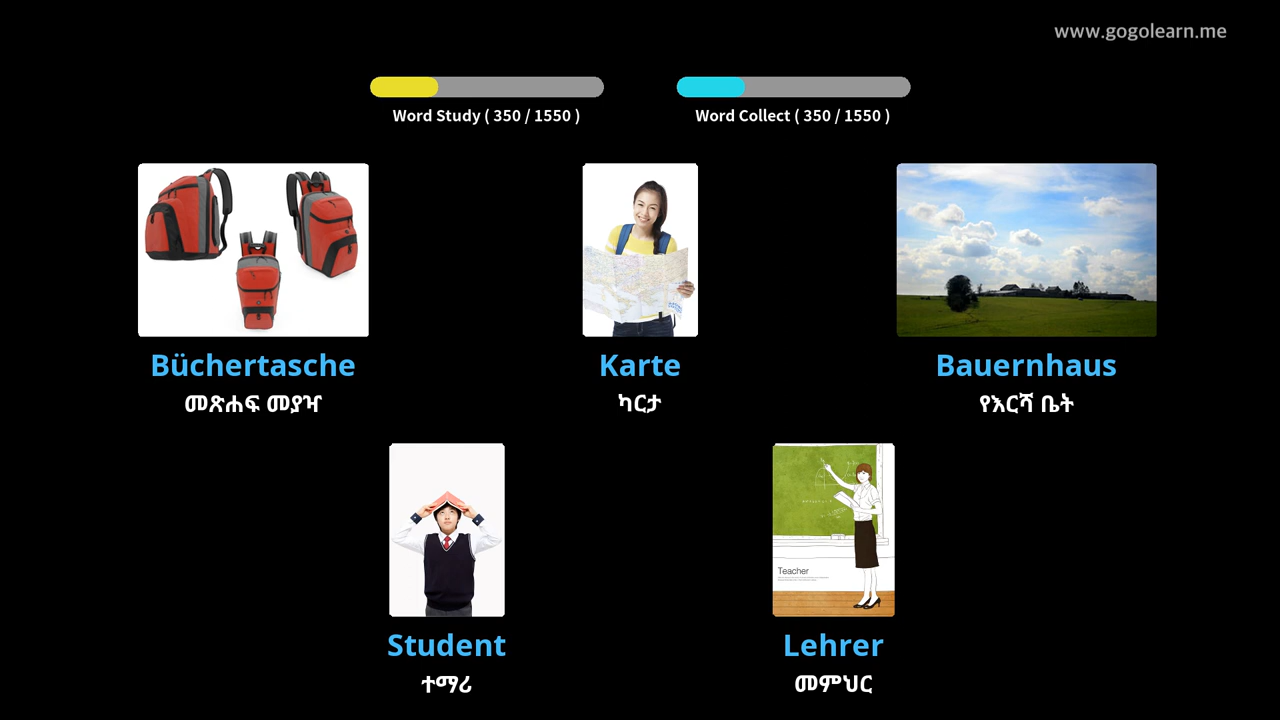 www.gogolearn.me
Word Study ( 350 / 1550 )
Word Collect ( 350 / 1550 )
Büchertasche
Karte
Bauernhaus
መጽሐፍ መያዣ
ካርታ
የእርሻ ቤት
Teacher
Student
Lehrer
ተማሪ
መምህር